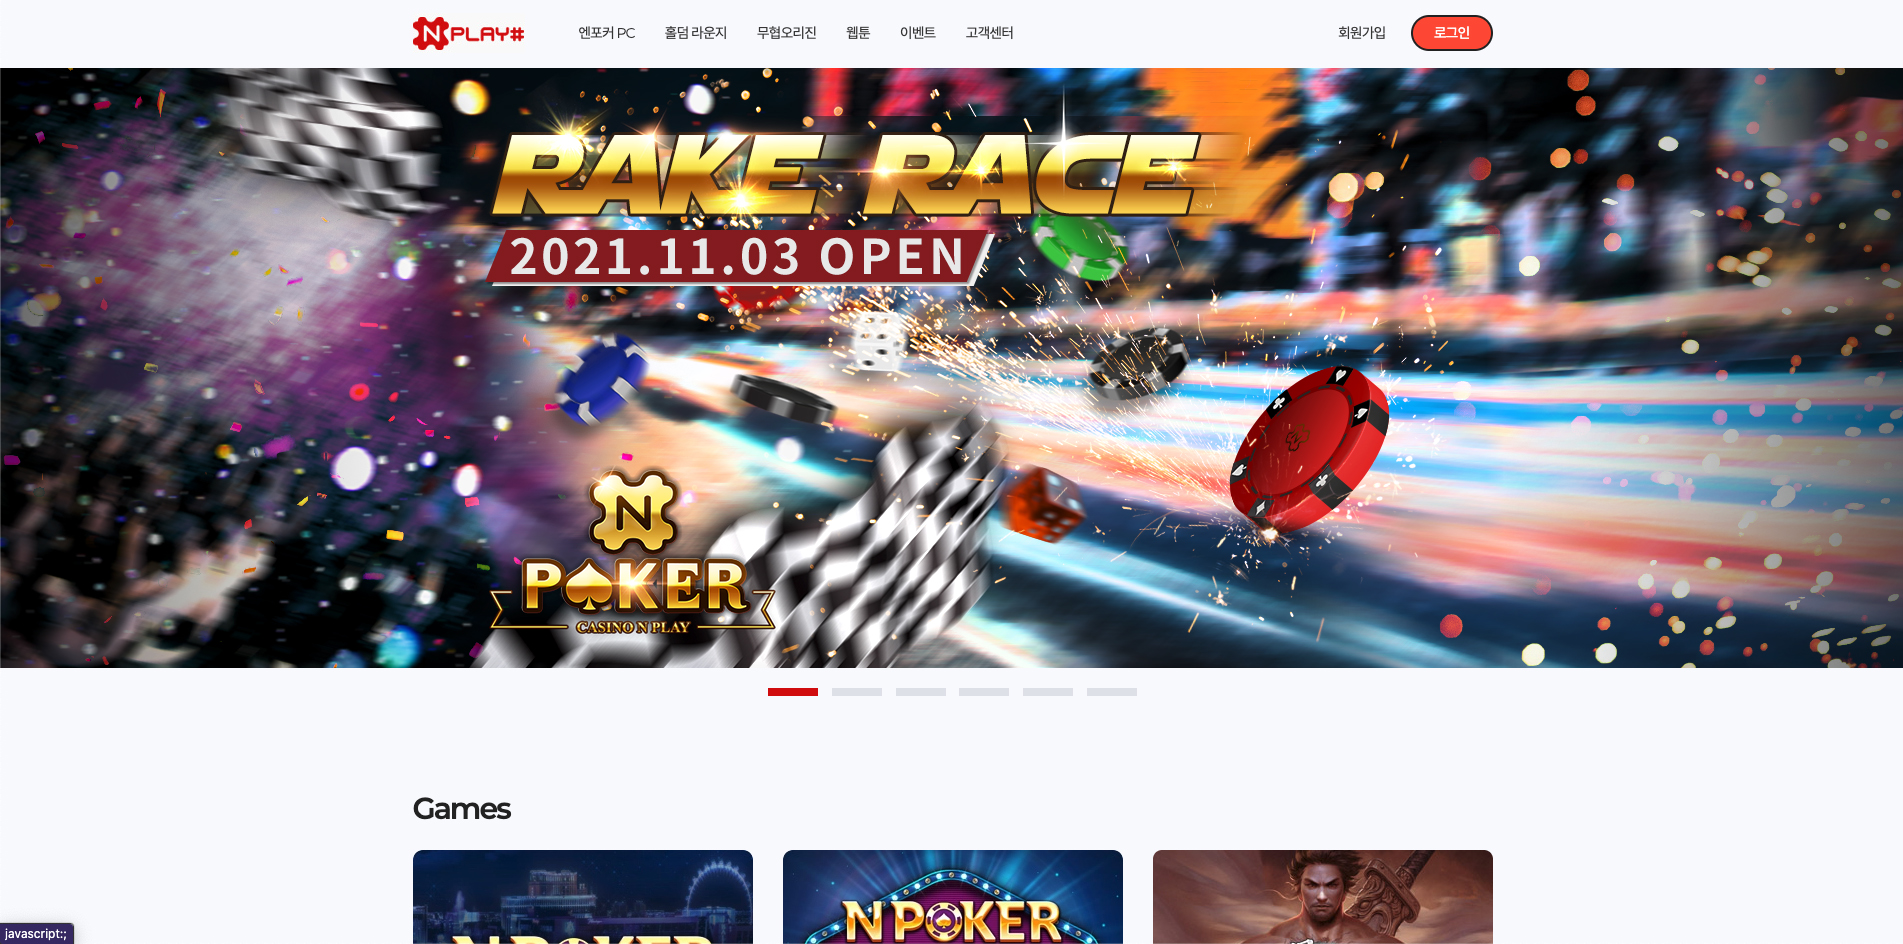 N PLAY#
엔포커 PC
홀덤 라운지
무협오리진
웹툰
이벤트
고객센터
회원가입
로그인
RAKE RACE
2021.11.03 OPEN
N
POKER
CASINO N PLAY
Games
N POKER
N POKER
javascript:;